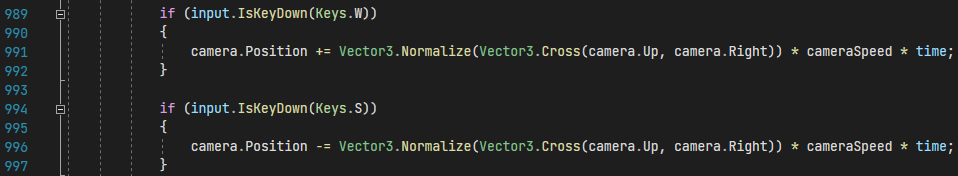 989 if (input.IsKeyDown(Keys.W))
990 {
991 camera.Position += Vector3.Normalize(Vector3.Cross(camera.Up, camera.Right)) * cameraSpeed * time;
992 }
993
994 if (input.IsKeyDown(Keys.S))
995 {
996 camera.Position -= Vector3.Normalize(Vector3.Cross(camera.Up, camera.Right)) * cameraSpeed * time;
997 }